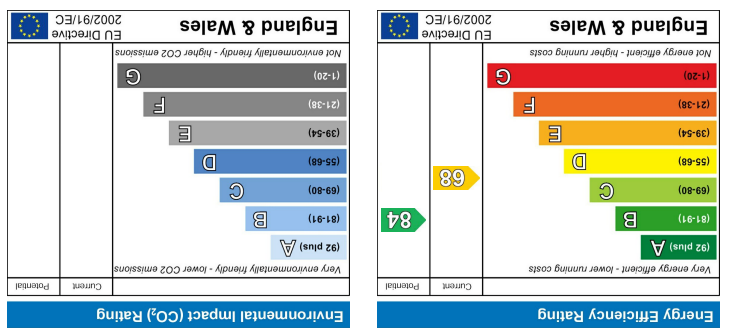 Energy Efficiency Rating
Current
Potential
Very energy efficient - lower running costs
(92 plus) A
(81-91) B
(69-80) C
(55-68) D
(39-54) E
(21-38) F
(1-20) G
Not energy efficient - higher running costs
68
84
England & Wales
EU Directive
2002/91/EC
Environmental Impact (CO₂) Rating
Current
Potential
Very environmentally friendly - lower CO2 emissions
(92 plus) A
(81-91) B
(69-80) C
(55-68) D
(39-54) E
(21-38) F
(1-20) G
Not environmentally friendly - higher CO2 emissions
England & Wales
EU Directive
2002/91/EC